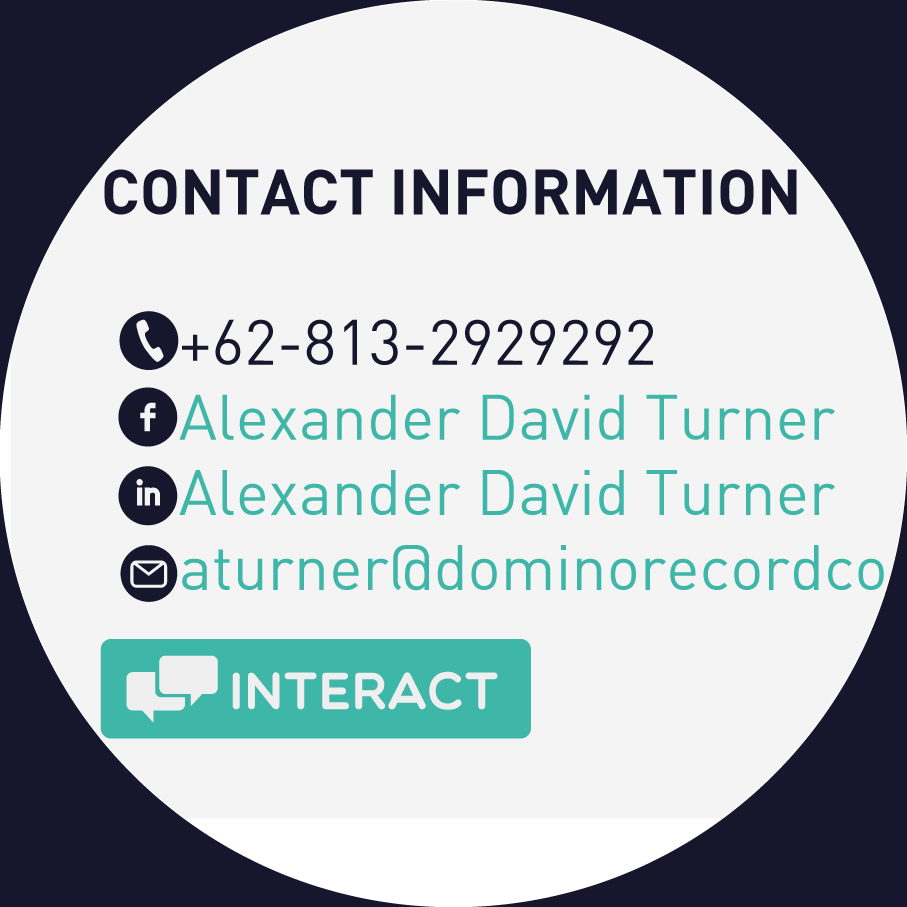 CONTACT INFORMATION
+62-813-2929292
Alexander David Turner
Alexander David Turner
aturner@dominorecordco
INTERACT